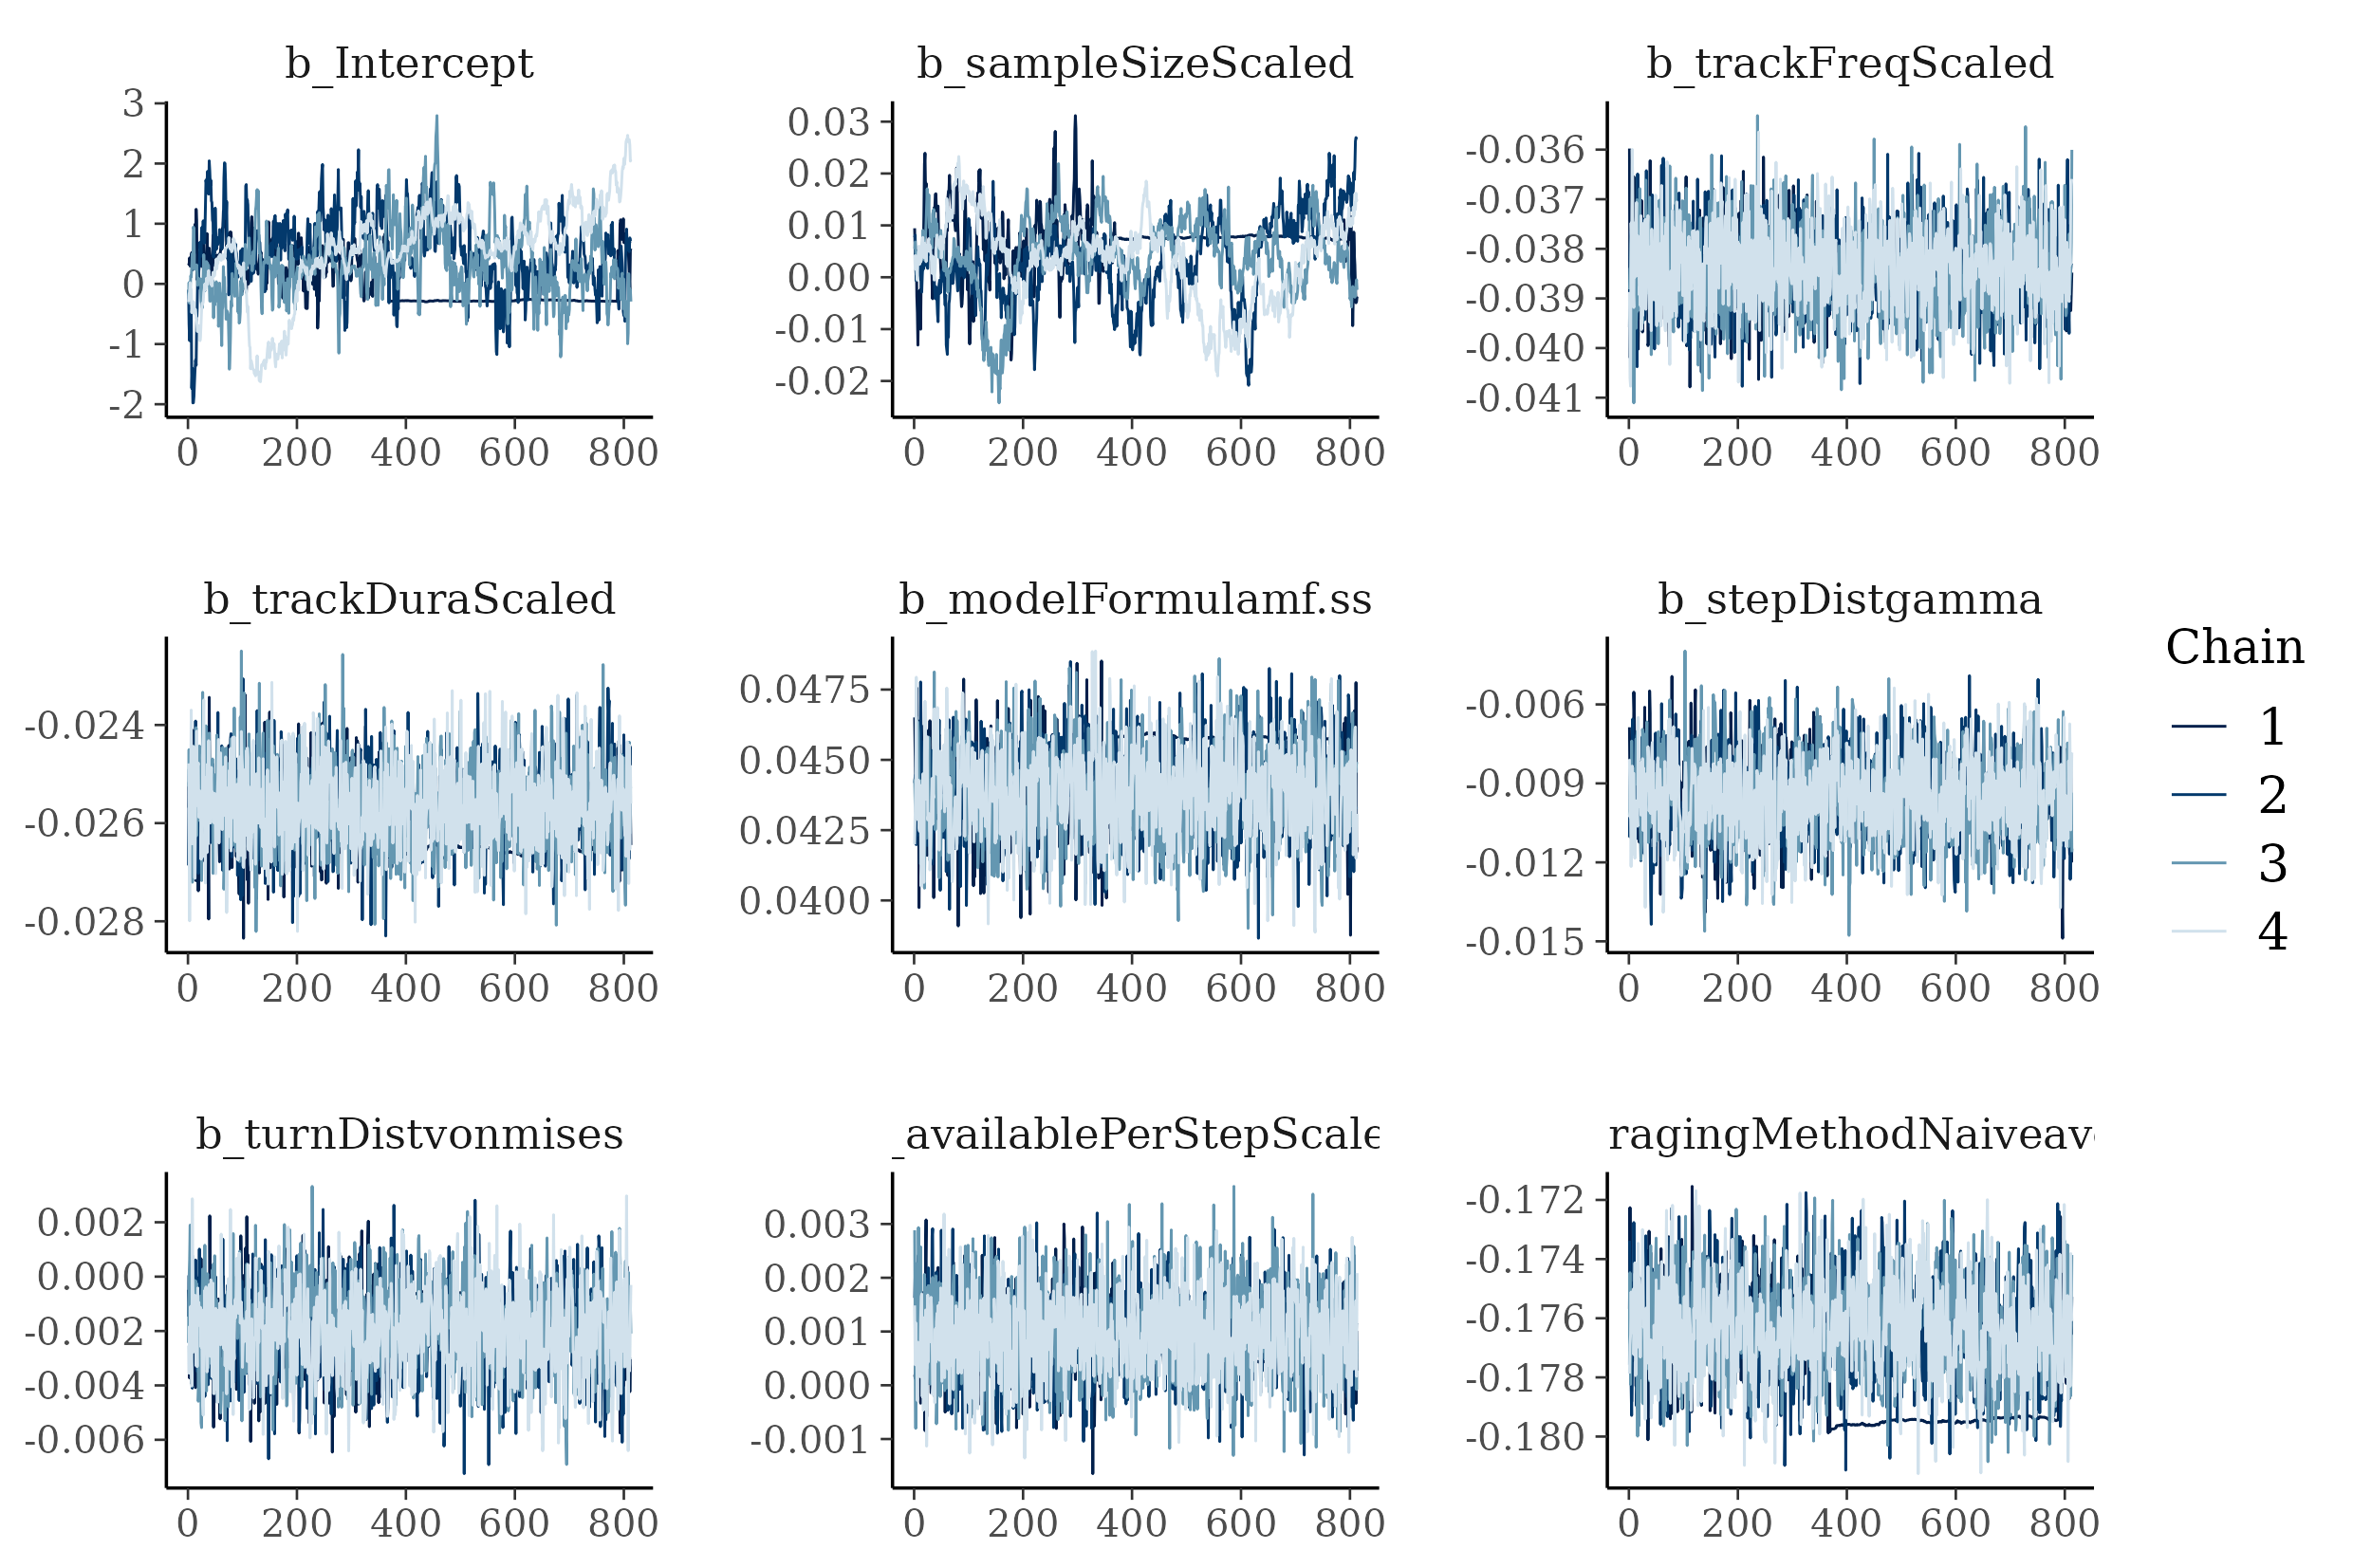 b_Intercept
3
2
1
0
-1
-2
0 200 400 600 800
b_sampleSizeScaled
0.03
0.02
0.01
0.00
-0.01
-0.02
0 200 400 600 800
b_trackFreqScaled
-0.036
-0.037
-0.038
-0.039
-0.040
-0.041
0 200 400 600 800
b_trackDuraScaled
-0.024
-0.026
-0.028
0 200 400 600 800
b_modelFormulamf.ss
0.0475
0.0450
0.0425
0.0400
0 200 400 600 800
b_stepDistgamma
-0.006
-0.009
-0.012
-0.015
0 200 400 600 800
Chain
1
2
3
4
b_turnDistvonmises
0.002
0.000
-0.002
-0.004
-0.006
0 200 400 600 800
_availablePerStepScale
0.003
0.002
0.001
0.000
-0.001
0 200 400 600 800
ragingMethodNaiveav
-0.172
-0.174
-0.176
-0.178
-0.180
0 200 400 600 800